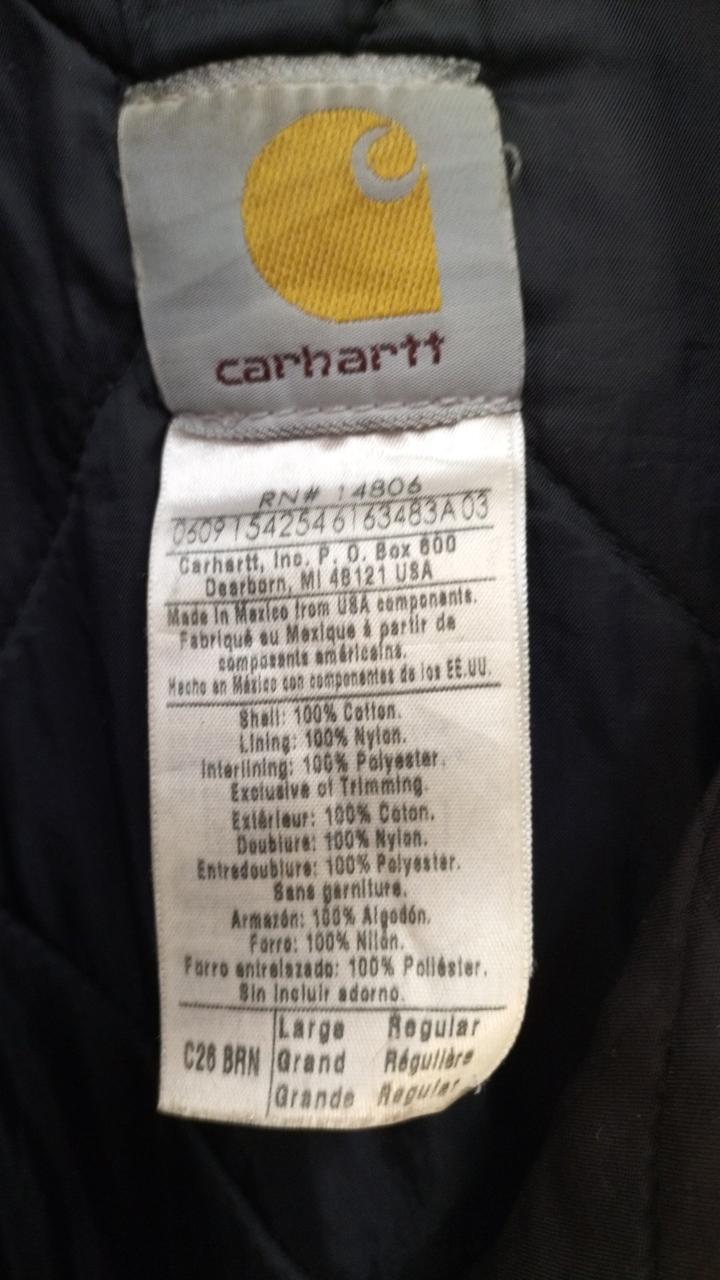 carhartt
RN# 14806
0609154254 6163483A 03
Carhartt, Inc. P. O. Box 600
Dearborn, MI 48121 USA
Made in Mexico from USA components.
Fabriqué au Mexique à partir de
composants américains.
Hecho en México con componentes de los EE.UU.
Shell: 100% Cotton.
Lining: 100% Nylon.
Interlining: 100% Polyester.
Exclusive of Trimming.
Extérieur: 100% Coton.
Doublure: 100% Nylon.
Entredoublure: 100% Polyester.
Sans garniture.
Armazón: 100% Algodón.
Forro: 100% Nilón.
Forro entrelazado: 100% Poliéster.
Sin incluir adorno.
C26 BRN
Large Regular
Grand Régulière
Grande Regular